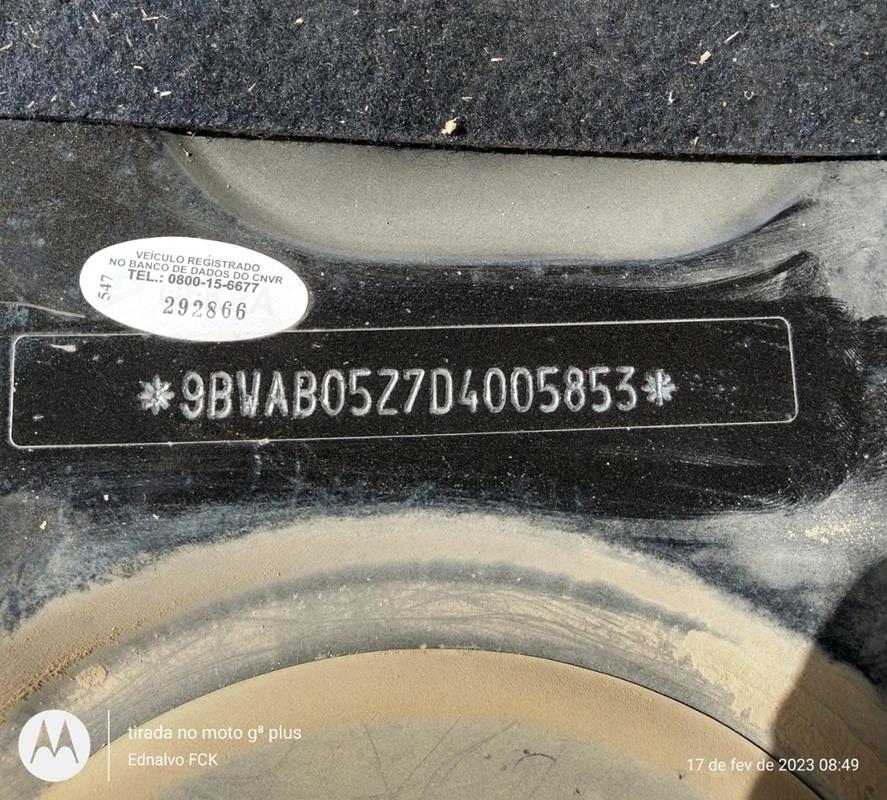 VEÍCULO REGISTRADO
NO BANCO DE DADOS DO CNVR
TEL.: 0800-15-6677
547
292866
*9BWAB05Z7D4005853*
tirada no moto g⁸ plus
Ednalvo FCK
17 de fev de 2023 08:49